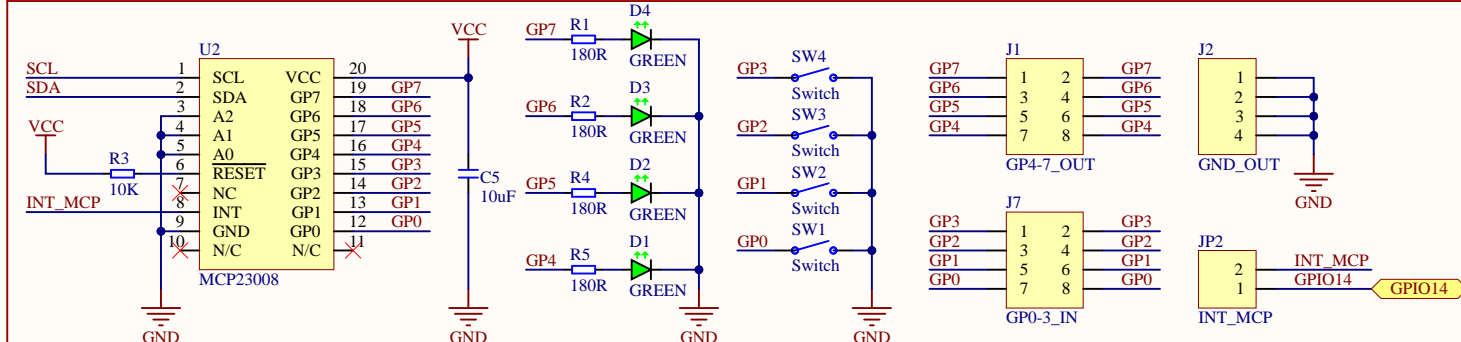 U2
SCL 1 SCL VCC 20 VCC
SDA 2 SDA GP7 19 GP7
3 A2 GP6 18 GP6
4 A1 GP5 17 GP5
5 A0 GP4 16 GP4
VCC R3 10K 6 RESET GP3 15 GP3
7 NC GP2 14 GP2
INT_MCP 8 INT GP1 13 GP1
9 GND GP0 12 GP0
10 N/C N/C 11
MCP23008
GND
C5
10uF
GND
GP7 R1 D4
180R GREEN
GP6 R2 D3
180R GREEN
GP5 R4 D2
180R GREEN
GP4 R5 D1
180R GREEN
GND
SW4
GP3
Switch
SW3
GP2
Switch
SW2
GP1
Switch
SW1
GP0
Switch
GND
J1
GP7 1 2 GP7
GP6 3 4 GP6
GP5 5 6 GP5
GP4 7 8 GP4
GP4-7_OUT
J7
GP3 1 2 GP3
GP2 3 4 GP2
GP1 5 6 GP1
GP0 7 8 GP0
GP0-3_IN
J2
1
2
3
4
GND_OUT
GND
JP2
2 INT_MCP
1 GPIO14 GPIO14
INT_MCP